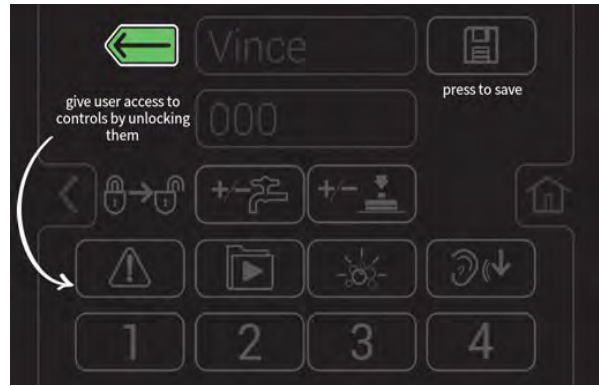 Vince
press to save
give user access to
controls by unlocking
them
000
+/-
+/-
1 2 3 4